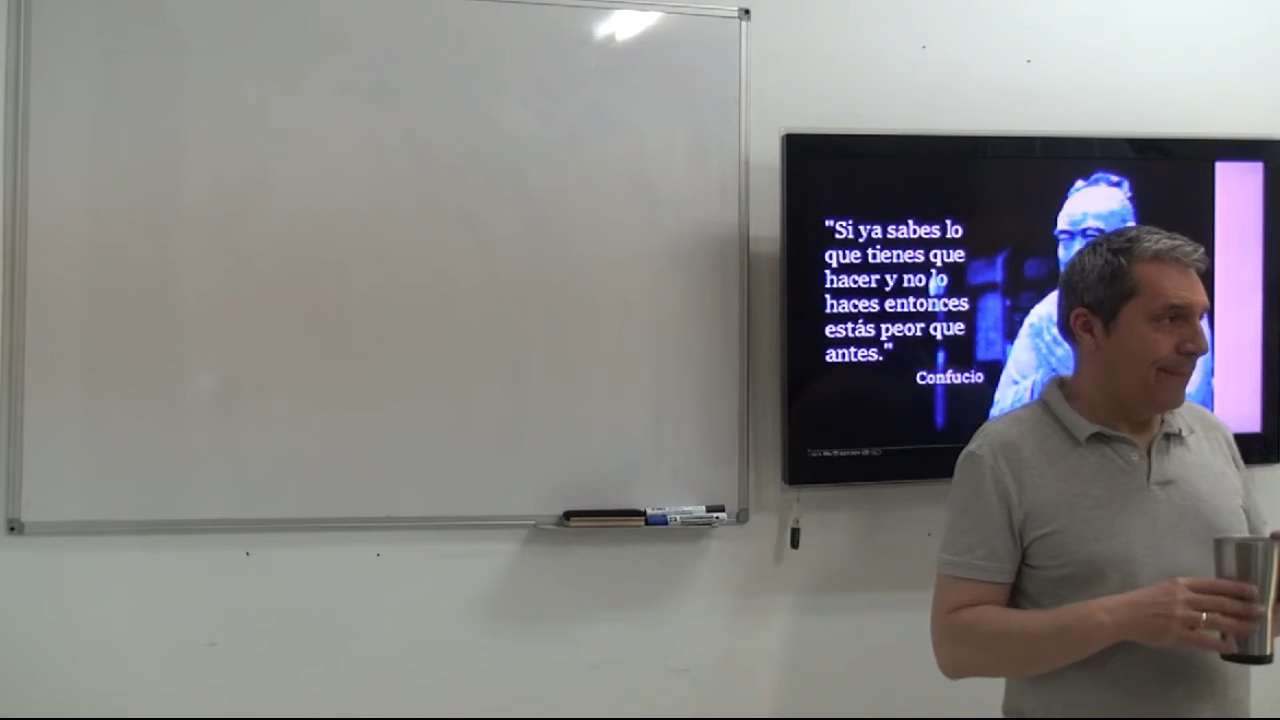 "Si ya sabes lo
que tienes que
hacer y no lo
haces entonces
estás peor que
antes."
Confucio